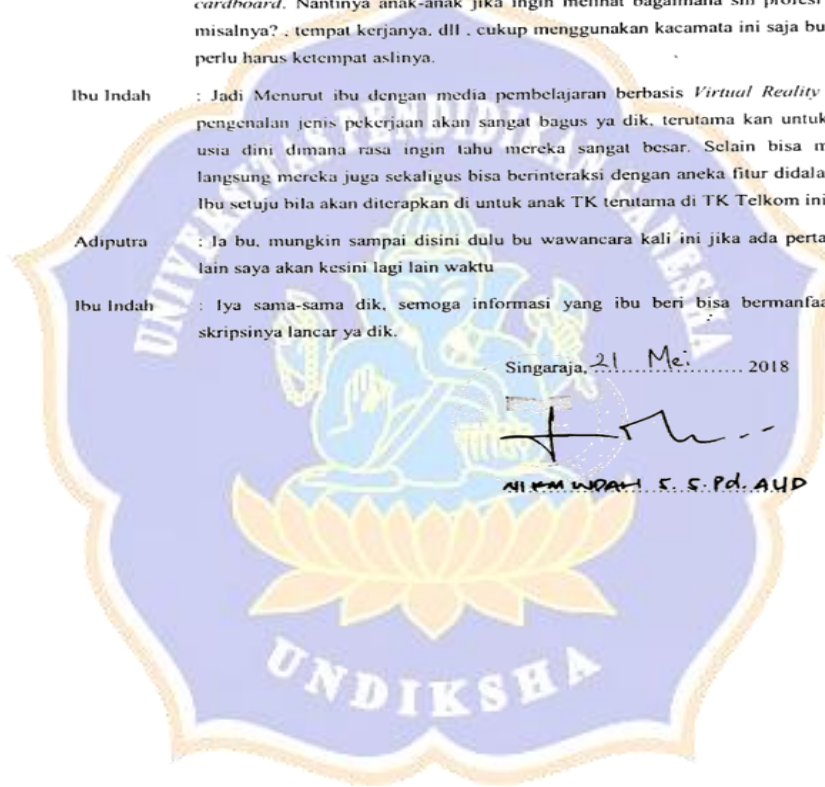 cardboard. Nantinya anak-anak jika ingin melihat bagaimana sih profesi
misalnya? . tempat kerjanya, dll . cukup menggunakan kacamata ini saja bu
perlu harus ketempat aslinya.
Ibu Indah : Jadi Menurut ibu dengan media pembelajaran berbasis Virtual Reality
pengenalan jenis pekerjaan akan sangat bagus ya dik, terutama kan untuk
usia dini dimana rasa ingin tahu mereka sangat besar. Selain bisa m
langsung mereka juga sekaligus bisa berinteraksi dengan aneka fitur didala
Ibu setuju bila akan diterapkan di untuk anak TK terutama di TK Telkom ini
Adiputra : Ia bu, mungkin sampai disini dulu bu wawancara kali ini jika ada perta
lain saya akan kesini lagi lain waktu
Ibu Indah : Iya sama-sama dik, semoga informasi yang ibu beri bisa bermanfaa
skripsinya lancar ya dik.
Singaraja, 21 Mei 2018
INDAH S. S.Pd. AUD
UNIVERSITAS PENDIDIKAN GANESHA
UNDIKSHA